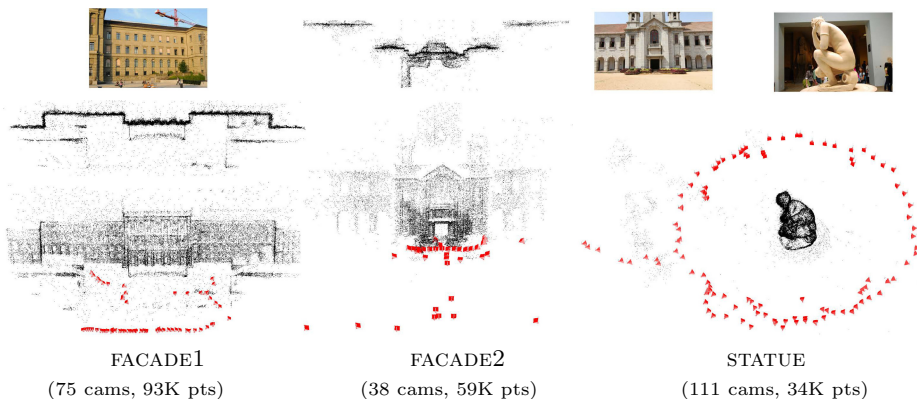 FACADE1
(75 cams, 93K pts)
FACADE2
(38 cams, 59K pts)
STATUE
(111 cams, 34K pts)